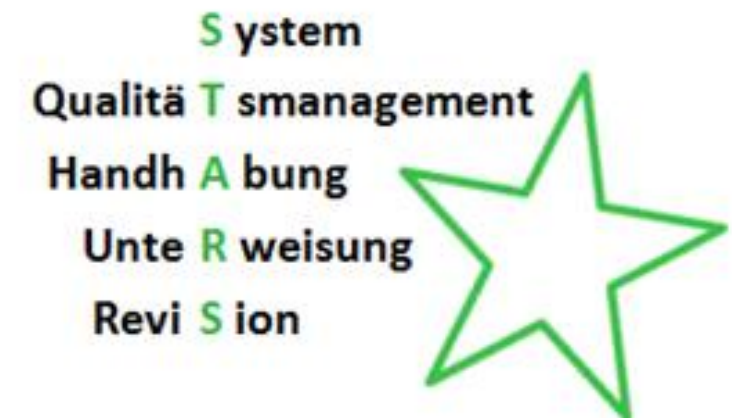 S ystem
Qualitä T smanagement
Handh A bung
Unte R weisung
Revi S ion